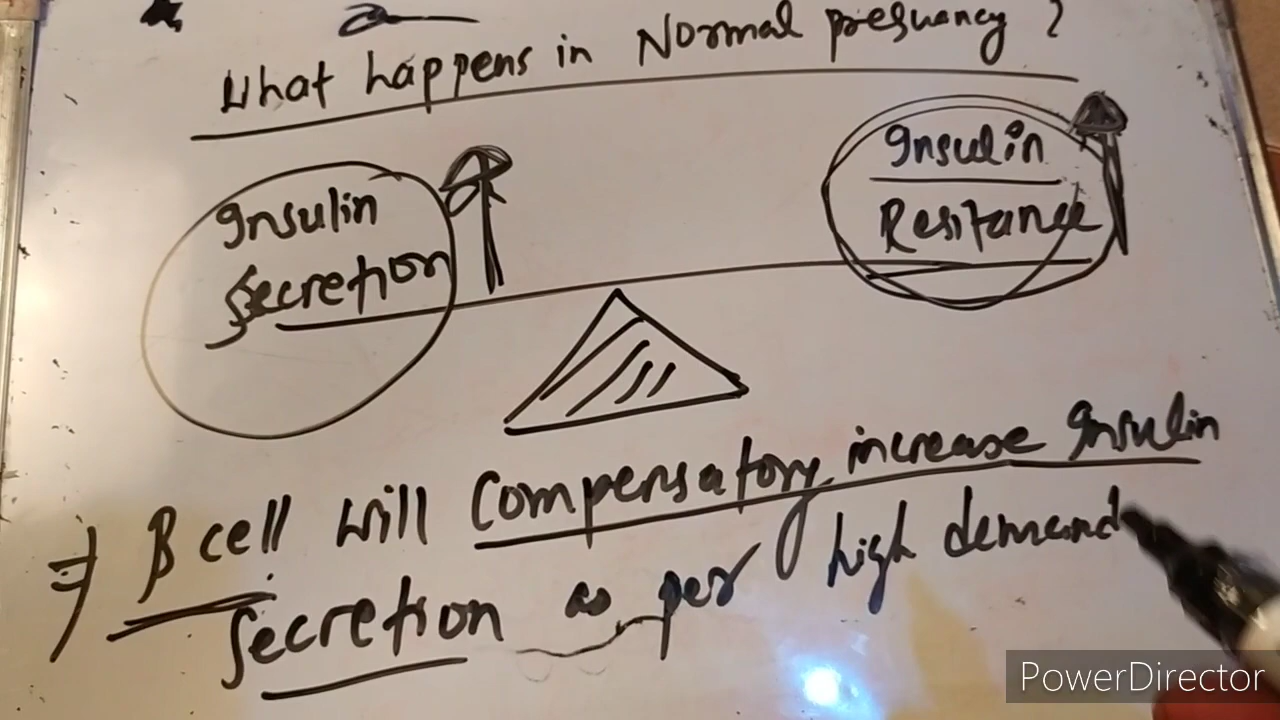 What happens in Normal pregnancy ?
Insulin
Secretion
Insulin
Resitance
⇒ β cell will compensatory increase Insulin
Secretion as per high demand
PowerDirector